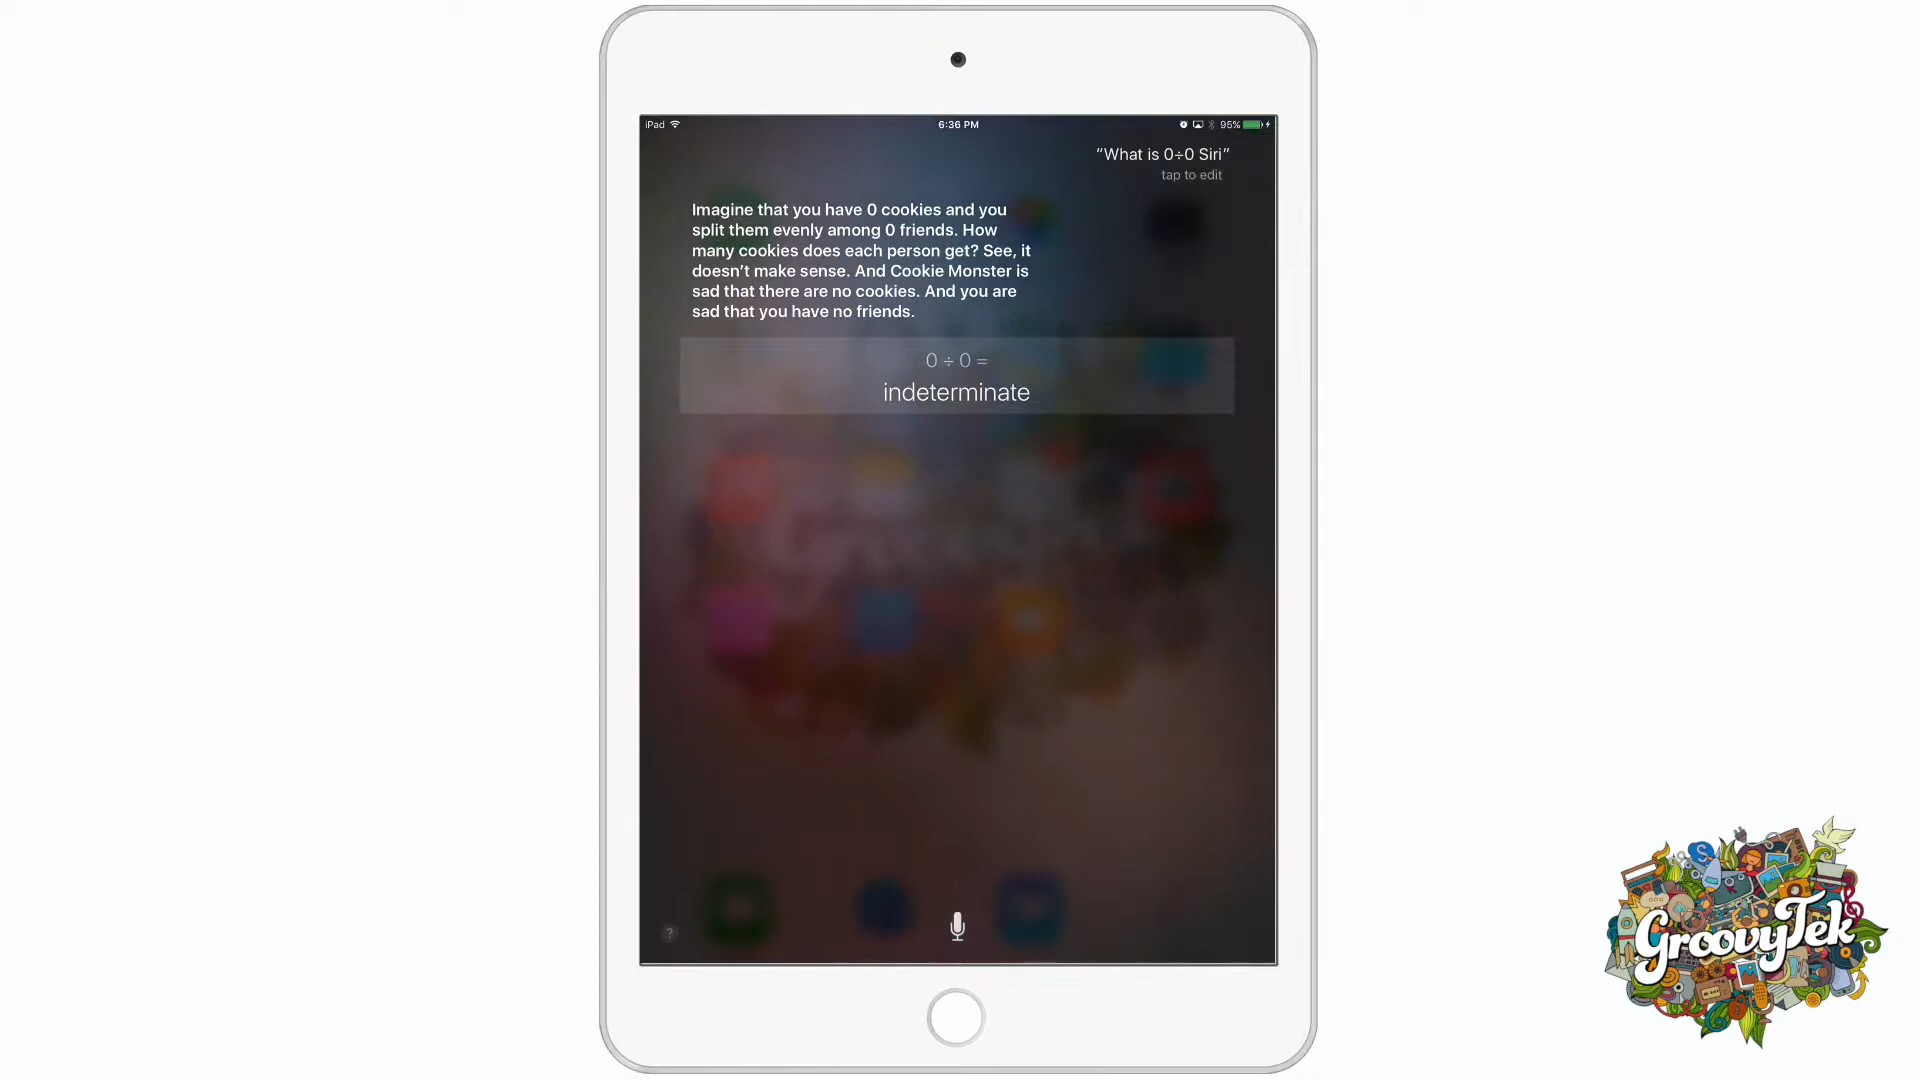 iPad
6:36 PM
95%
“What is 0÷0 Siri”
tap to edit
Imagine that you have 0 cookies and you
split them evenly among 0 friends. How
many cookies does each person get? See, it
doesn’t make sense. And Cookie Monster is
sad that there are no cookies. And you are
sad that you have no friends.
0 ÷ 0 =
indeterminate
?
GroovyTek